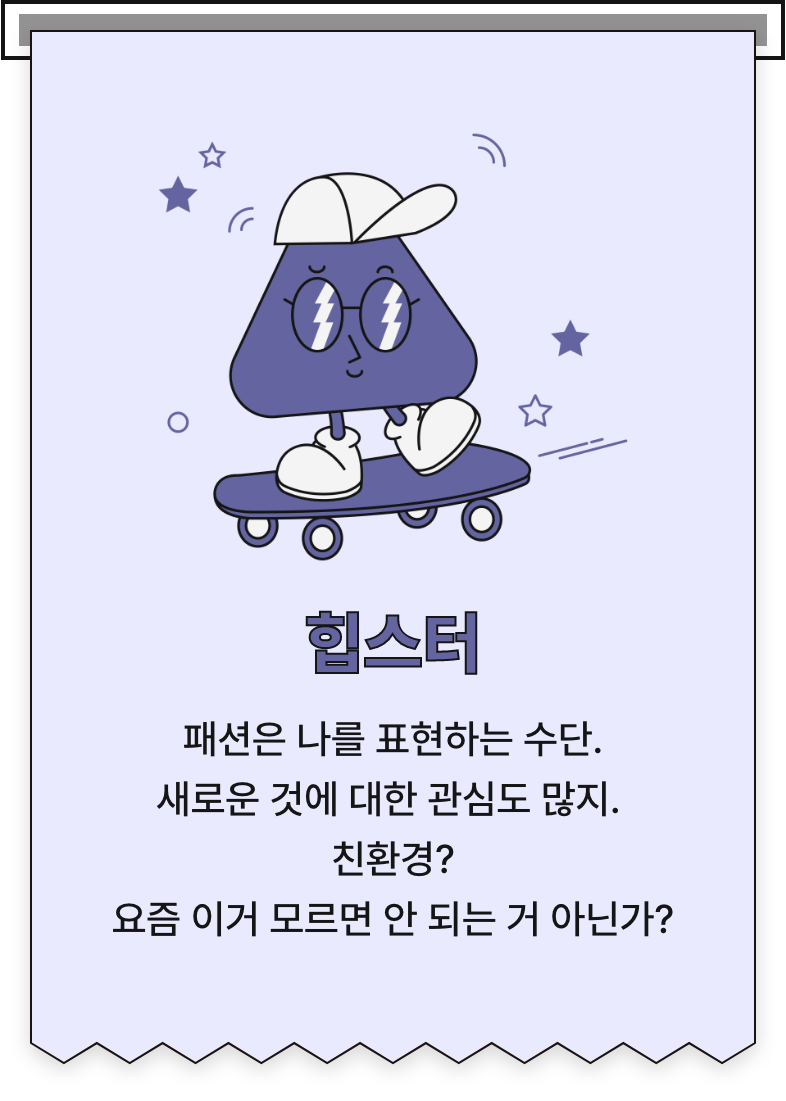 힙스터
패션은 나를 표현하는 수단.
새로운 것에 대한 관심도 많지.
친환경?
요즘 이거 모르면 안 되는 거 아닌가?